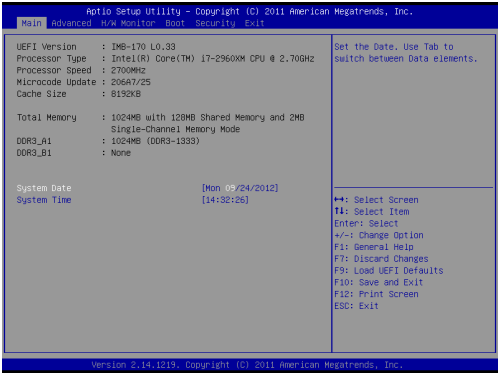 Aptio Setup Utility – Copyright (C) 2011 American Megatrends, Inc.
Main Advanced H/W Monitor Boot Security Exit
UEFI Version : IMB-170 L0.33
Processor Type : Intel(R) Core(TM) i7-2960XM CPU @ 2.70GHz
Processor Speed : 2700MHz
Microcode Update : 206A7/25
Cache Size : 8192KB
Total Memory : 1024MB with 128MB Shared Memory and 2MB
Single-Channel Memory Mode
DDR3_A1 : 1024MB (DDR3-1333)
DDR3_B1 : None
System Date [Mon 09/24/2012]
System Time [14:32:26]
Set the Date. Use Tab to
switch between Data elements.
↔: Select Screen
↑↓: Select Item
Enter: Select
+/-: Change Option
F1: General Help
F7: Discard Changes
F9: Load UEFI Defaults
F10: Save and Exit
F12: Print Screen
ESC: Exit
Version 2.14.1219. Copyright (C) 2011 American Megatrends, Inc.